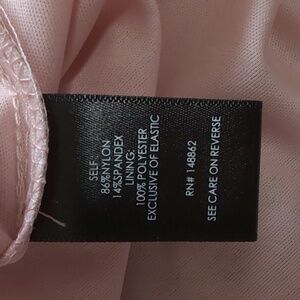 SELF:
86%NYLON
14%SPANDEX
LINING:
100% POLYESTER
EXCLUSIVE OF ELASTIC
RN# 148862
SEE CARE ON REVERSE